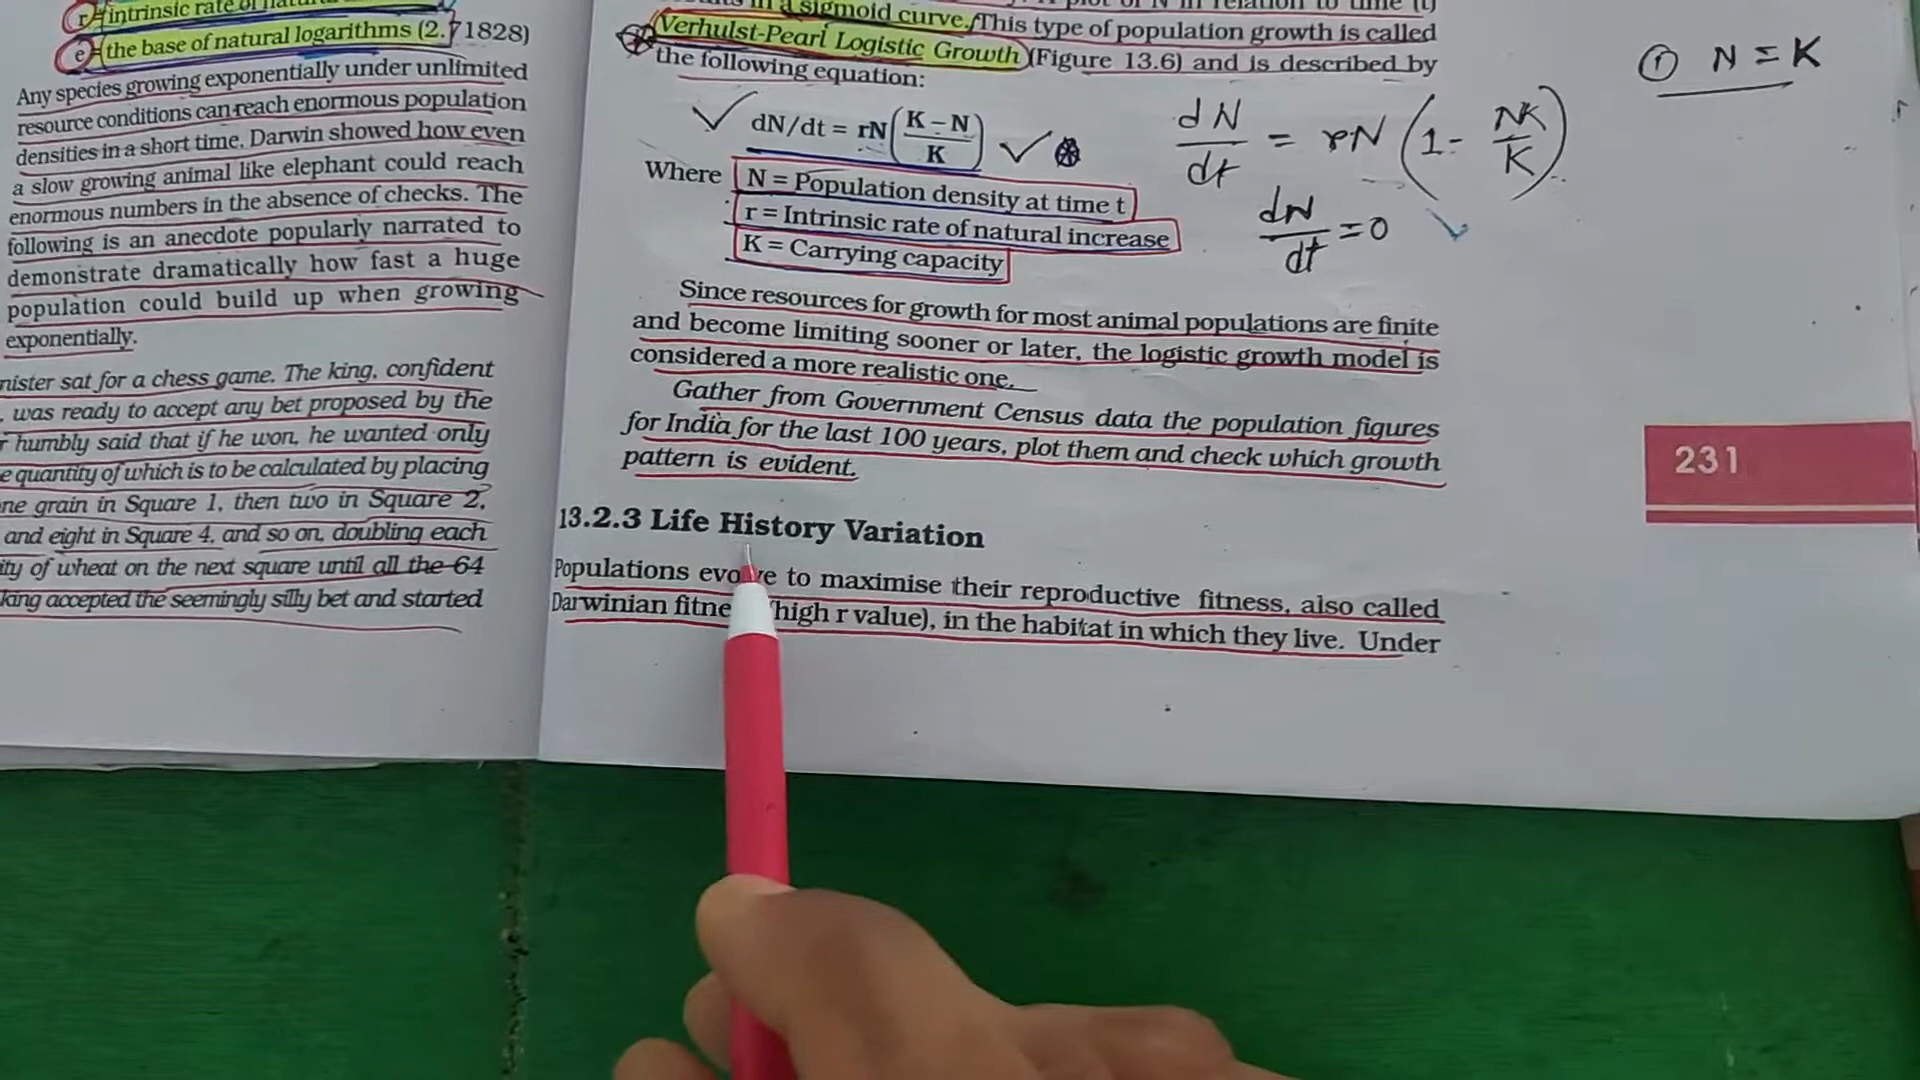 r = intrinsic rate of
e = the base of natural logarithms (2.71828)
Any species growing exponentially under unlimited
resource conditions can reach enormous population
densities in a short time. Darwin showed how even
a slow growing animal like elephant could reach
enormous numbers in the absence of checks. The
following is an anecdote popularly narrated to
demonstrate dramatically how fast a huge
population could build up when growing
exponentially.
nister sat for a chess game. The king, confident
was ready to accept any bet proposed by the
r humbly said that if he won, he wanted only
e quantity of which is to be calculated by placing
ne grain in Square 1, then two in Square 2,
and eight in Square 4, and so on, doubling each
ity of wheat on the next square until all the 64
king accepted the seemingly silly bet and started
in a sigmoid curve. This type of population growth is called
Verhulst-Pearl Logistic Growth (Figure 13.6) and is described by
the following equation:
dN/dt = rN (K – N / K)
Where N = Population density at time t
r = Intrinsic rate of natural increase
K = Carrying capacity
Since resources for growth for most animal populations are finite
and become limiting sooner or later, the logistic growth model is
considered a more realistic one.
Gather from Government Census data the population figures
for India for the last 100 years, plot them and check which growth
pattern is evident.
13.2.3 Life History Variation
Populations evolve to maximise their reproductive fitness, also called
Darwinian fitne (high r value), in the habitat in which they live. Under
① N = K
dN/dt = rN (1 - NK/K)
dN/dt = 0
231